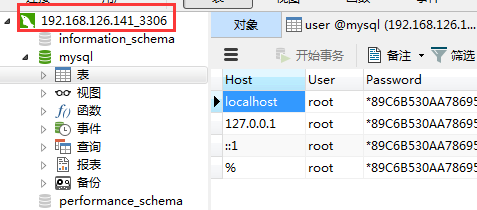 192.168.126.141_3306
information_schema
mysql
表
视图
函数
事件
查询
报表
备份
performance_schema
对象
user @mysql (192.168.126.1...
开始事务
备注
筛选
Host User Password
localhost root *89C6B530AA78695
127.0.0.1 root *89C6B530AA78695
::1 root *89C6B530AA78695
% root *89C6B530AA78695